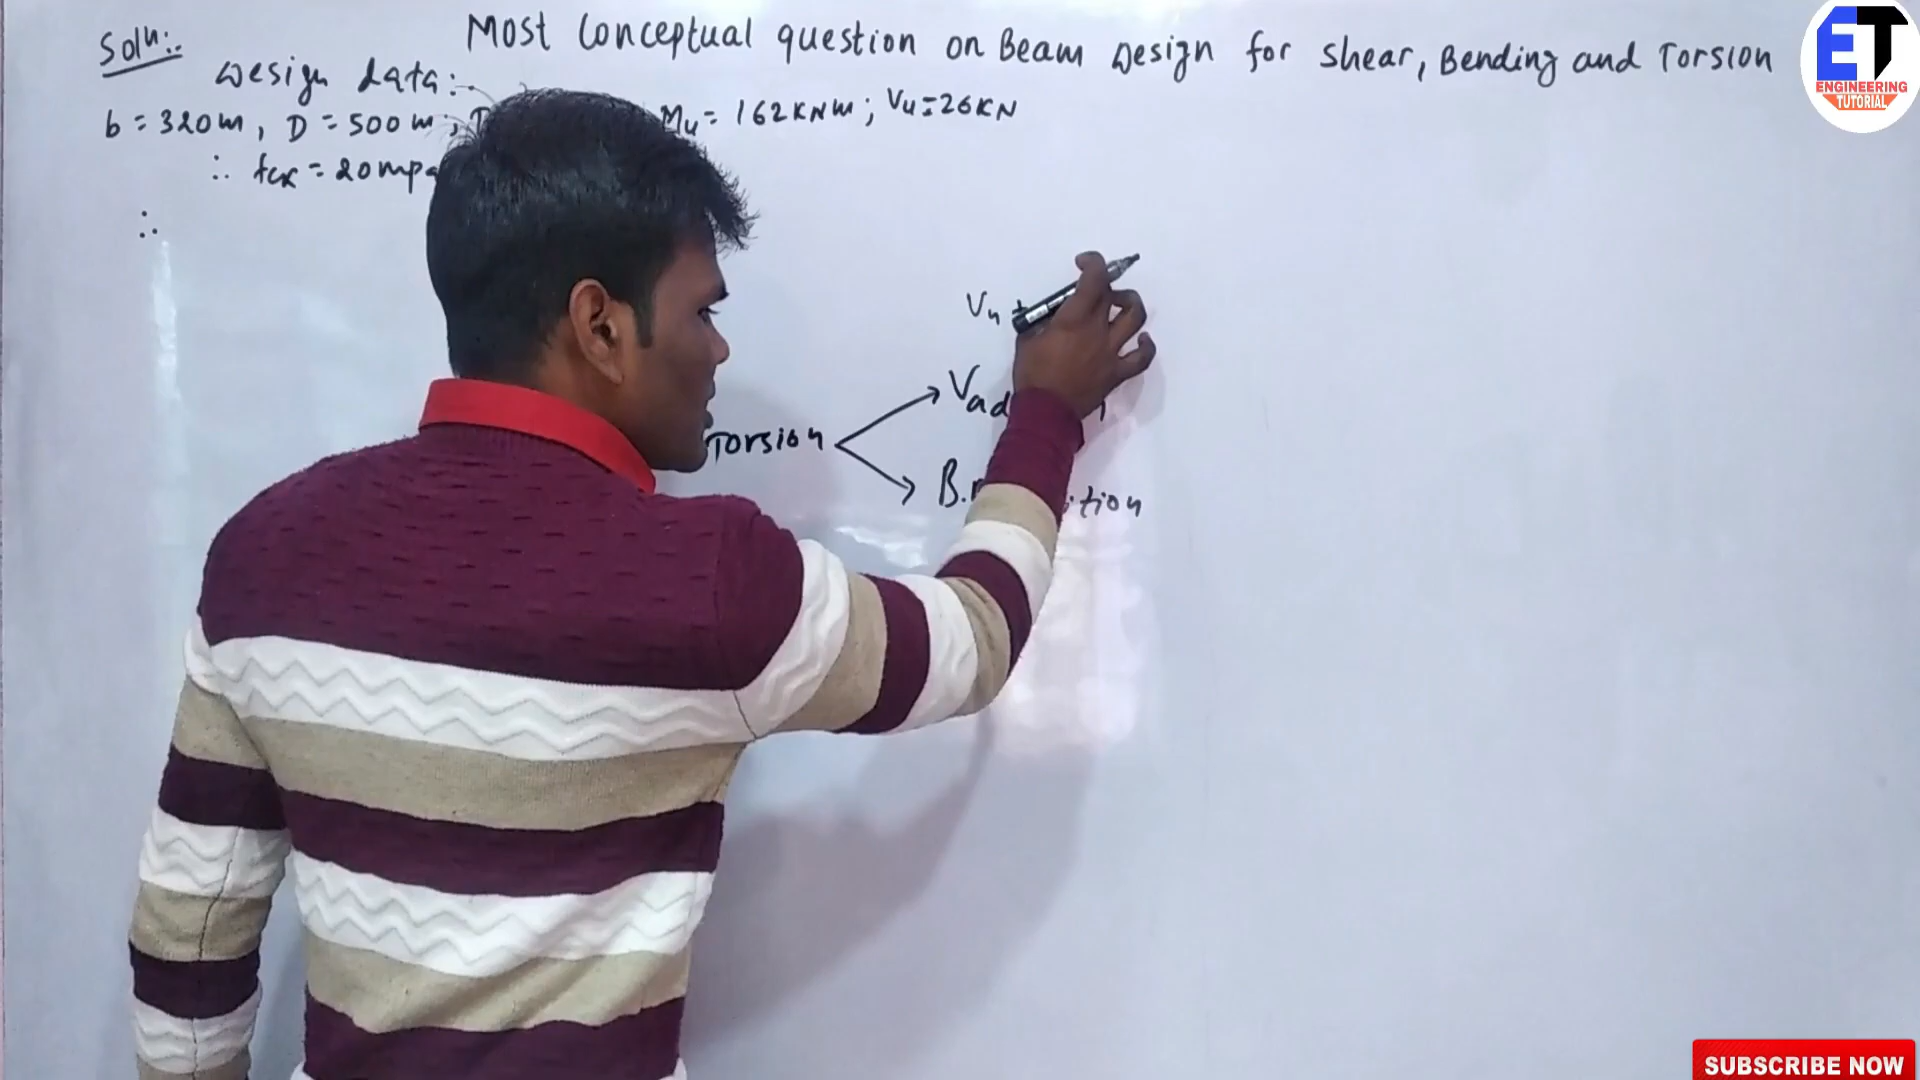 Soln:-
Most Conceptual question on Beam Design for Shear, Bending and Torsion
Design data:-
b = 320m, D = 500m; Mu = 162KNm; Vu = 26KN
∴ fck = 20mpa
∴
Vu +
Vad
Torsion
B.
ition
ET
ENGINEERING
TUTORIAL
SUBSCRIBE NOW